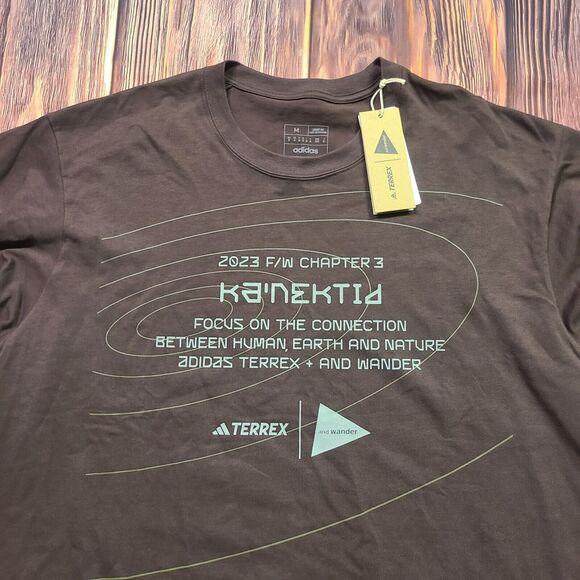 M
adidas
TERREX
2023 F/W CHAPTER 3
KA'NEKTID
FOCUS ON THE CONNECTION
BETWEEN HUMAN, EARTH AND NATURE
ADIDAS TERREX + AND WANDER
TERREX
and wander